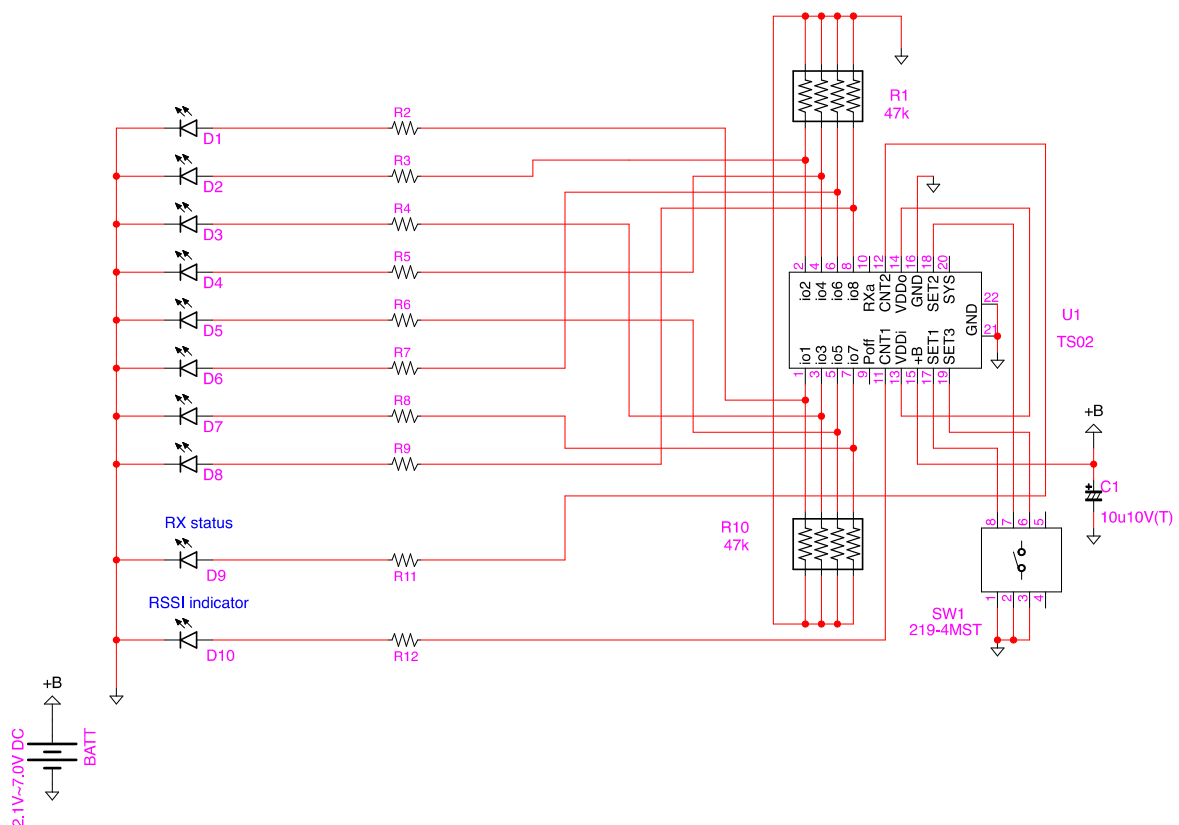 R1
47k
R2
D1
R3
D2
R4
D3
R5
D4
R6
D5
R7
D6
R8
D7
R9
D8
RX status
R11
D9
RSSI indicator
R12
D10
2 4 6 8 10 12 14 16 18 20
io2 io4 io6 io8 RXa CNT2 VDDo GND SET2 SYS
io1 io3 io5 io7 Poff CNT1 VDDi +B SET1 SET3
1 3 5 7 9 11 13 15 17 19
GND
22
21
U1
TS02
R10
47k
+B
+
C1
10u10V(T)
8 7 6 5
1 2 3 4
SW1
219-4MST
+B
BATT
2.1V~7.0V DC